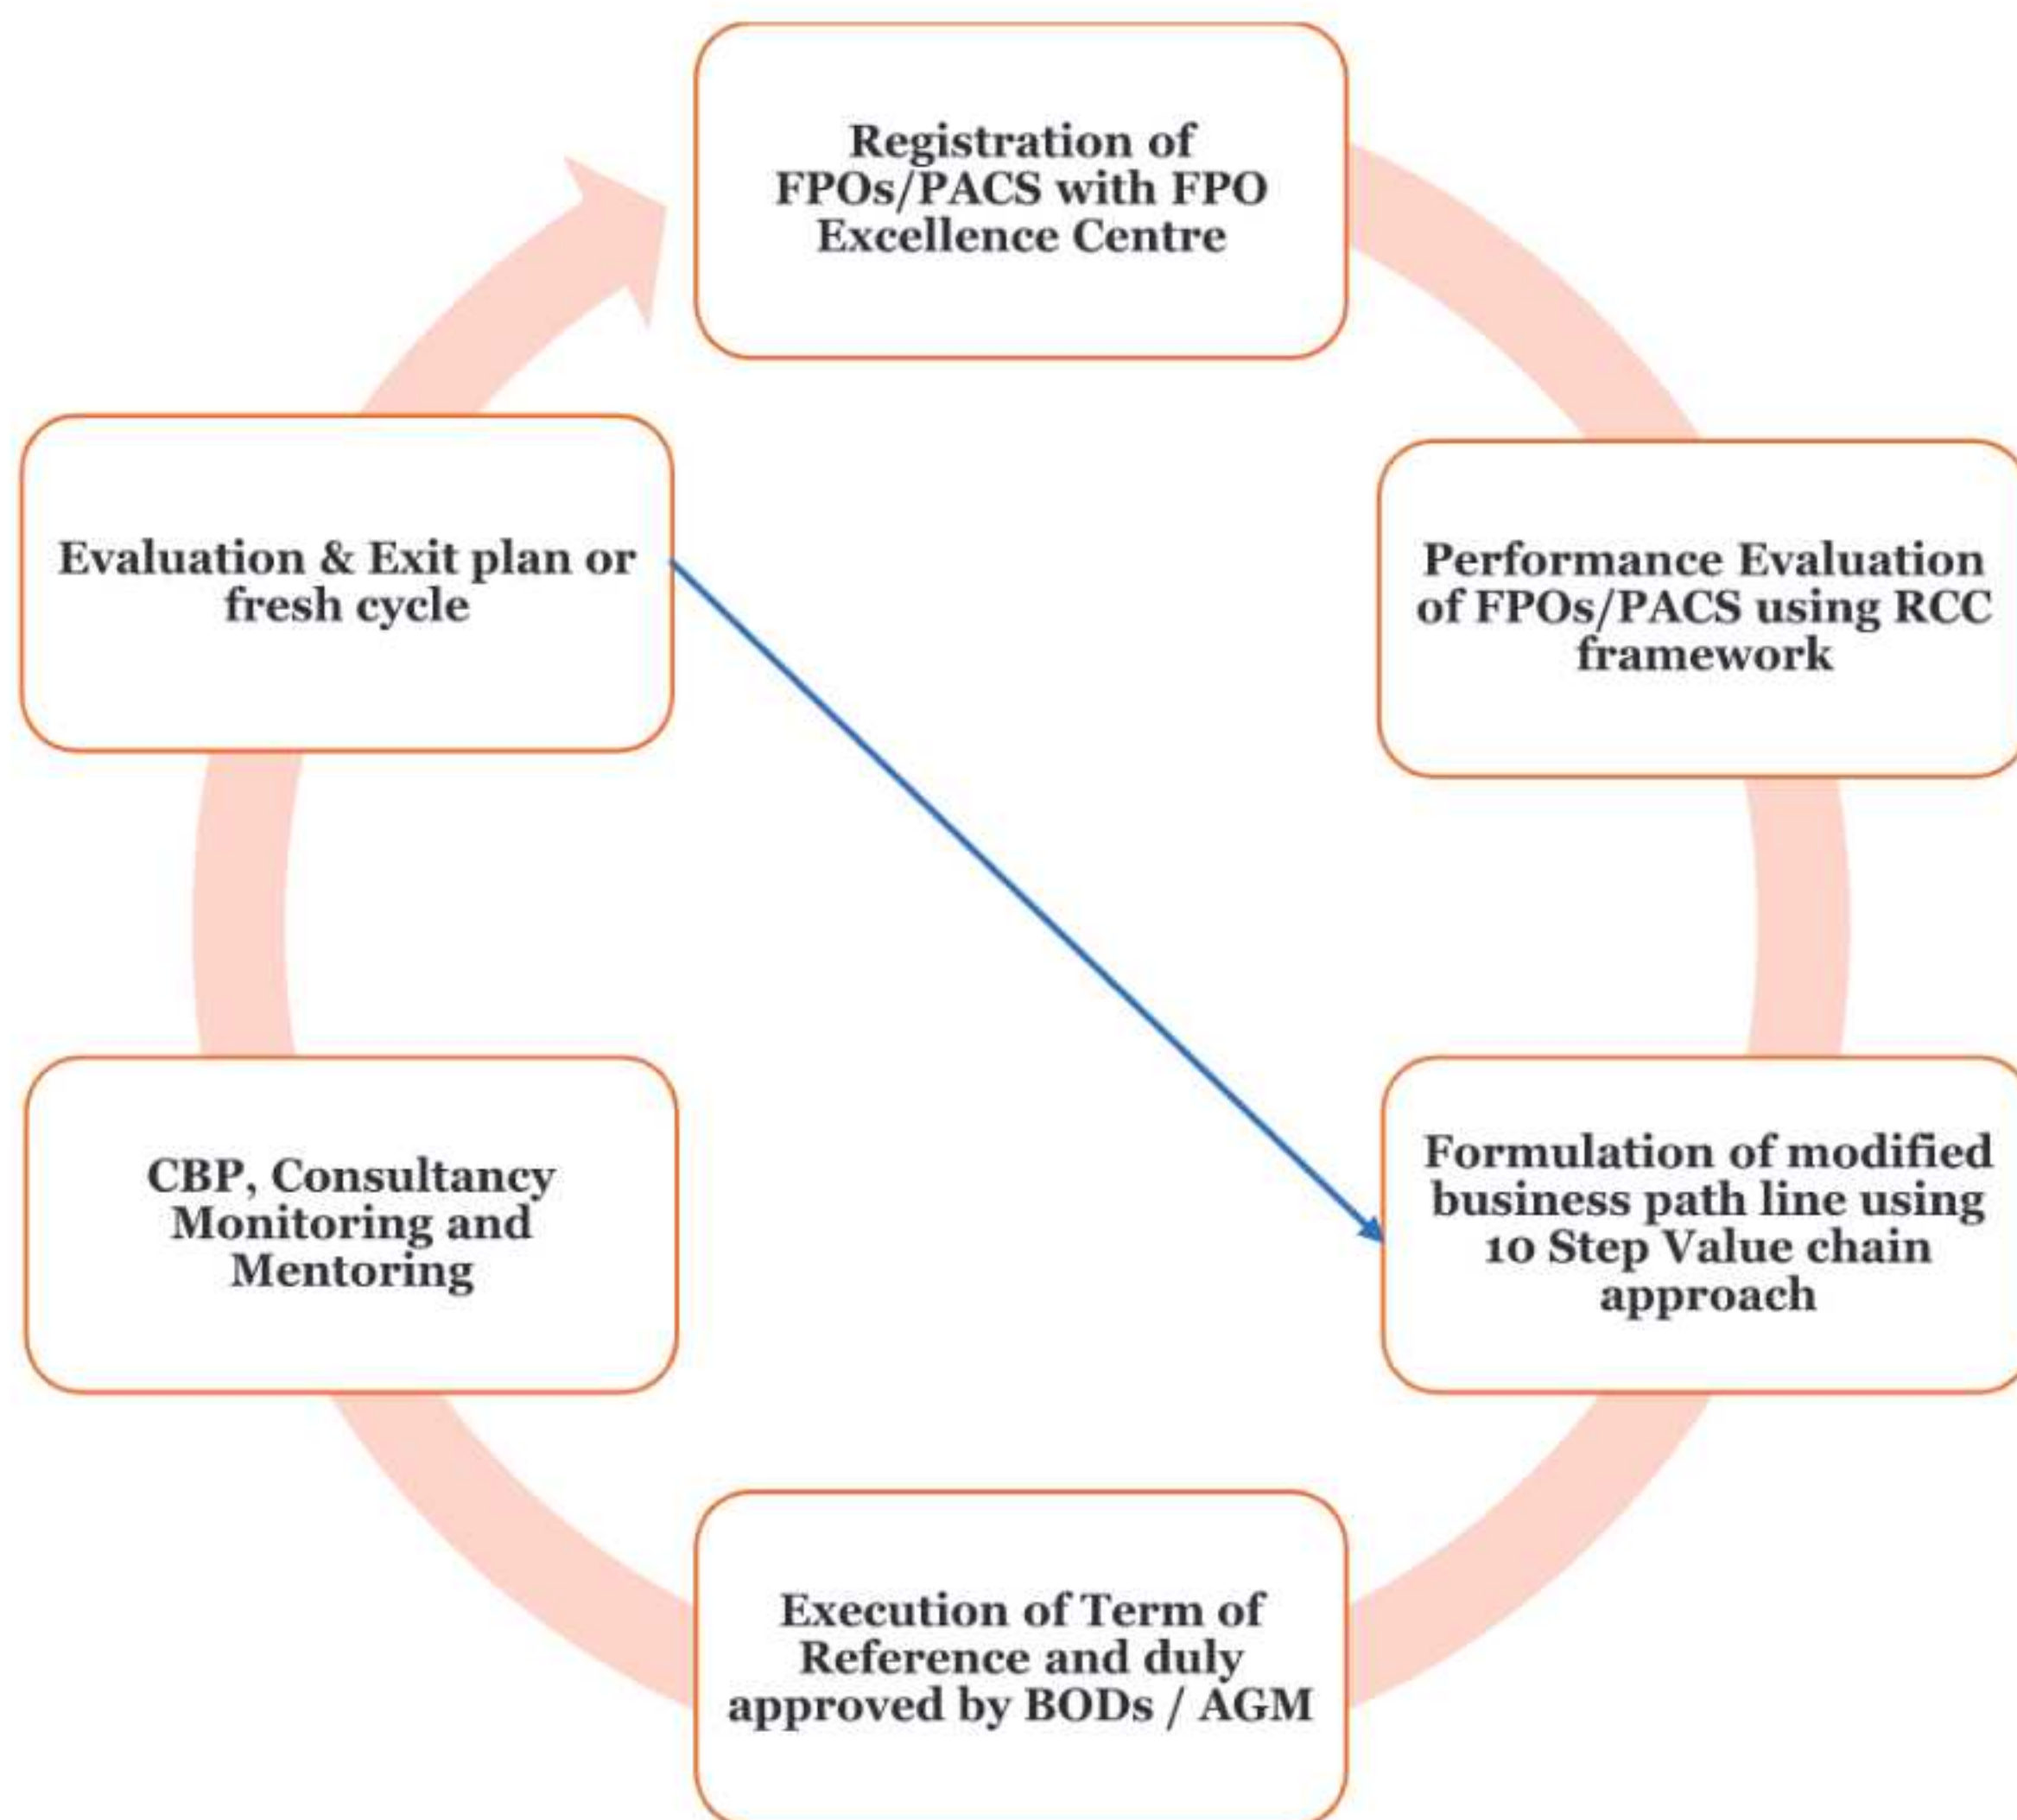 Registration of
FPOs/PACS with FPO
Excellence Centre
Performance Evaluation
of FPOs/PACS using RCC
framework
Formulation of modified
business path line using
10 Step Value chain
approach
Execution of Term of
Reference and duly
approved by BODs / AGM
CBP, Consultancy
Monitoring and
Mentoring
Evaluation & Exit plan or
fresh cycle